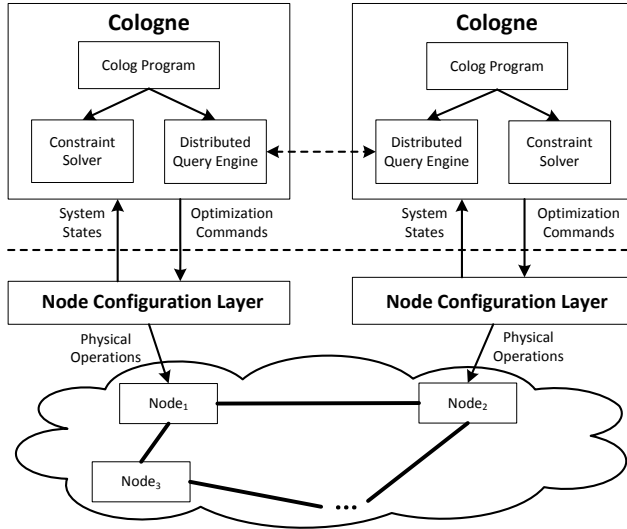 Cologne
Cologne
Colog Program
Colog Program
Constraint
Solver
Distributed
Query Engine
Distributed
Query Engine
Constraint
Solver
System
States
Optimization
Commands
System
States
Optimization
Commands
Node Configuration Layer
Node Configuration Layer
Physical
Operations
Physical
Operations
Node₁
Node₂
Node₃
...